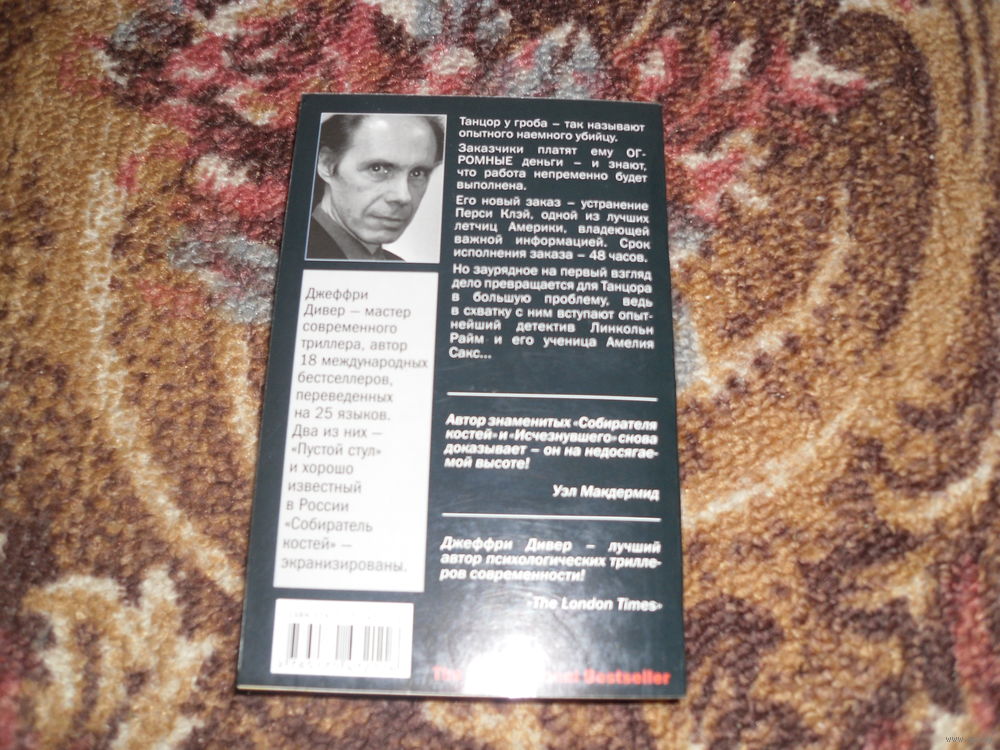 Танцор у гроба – так называют
опытного наемного убийцу.
Заказчики платят ему ОГ-
РОМНЫЕ деньги – и знают,
что работа непременно будет
выполнена.
Его новый заказ – устранение
Перси Клэй, одной из лучших
летчиц Америки, владеющей
важной информацией. Срок
исполнения заказа – 48 часов.
Но заурядное на первый взгляд
дело превращается для Танцора
в большую проблему, ведь
в схватку с ним вступают опыт-
нейший детектив Линкольн
Райм и его ученица Амелия
Сакс...
Джеффри
Дивер – мастер
современного
триллера, автор
18 международных
бестселлеров,
переведенных
на 25 языков.
Два из них –
«Пустой стул»
и хорошо
известный
в России
«Собиратель
костей» –
экранизированы.
Автор знаменитых «Собирателя
костей» и «Исчезнувшего» снова
доказывает – он на недосягае-
мой высоте!
Уэл Макдермид
Джеффри Дивер – лучший
автор психологических трилле-
ров современности!
«The London Times»
Bestseller